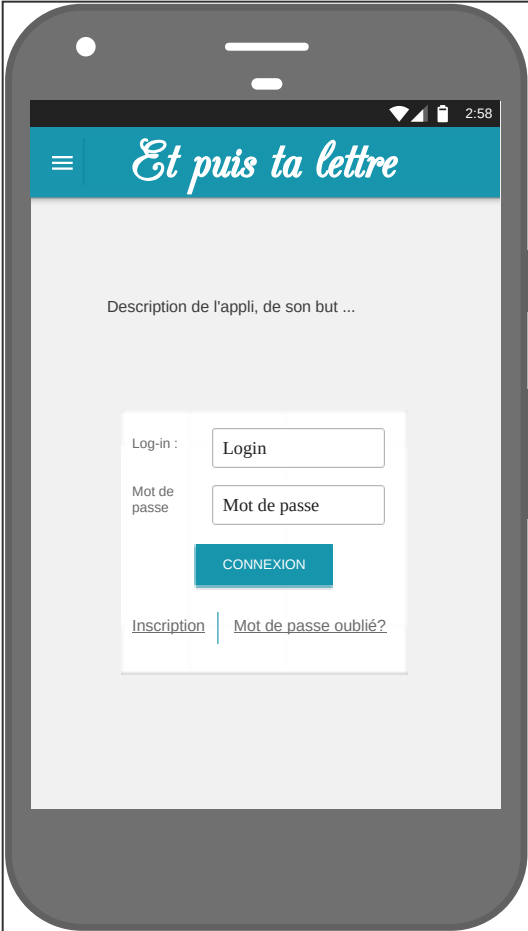 2:58
Et puis ta lettre
Description de l'appli, de son but ...
Log-in :
Login
Mot de
passe
Mot de passe
CONNEXION
Inscription
Mot de passe oublié?